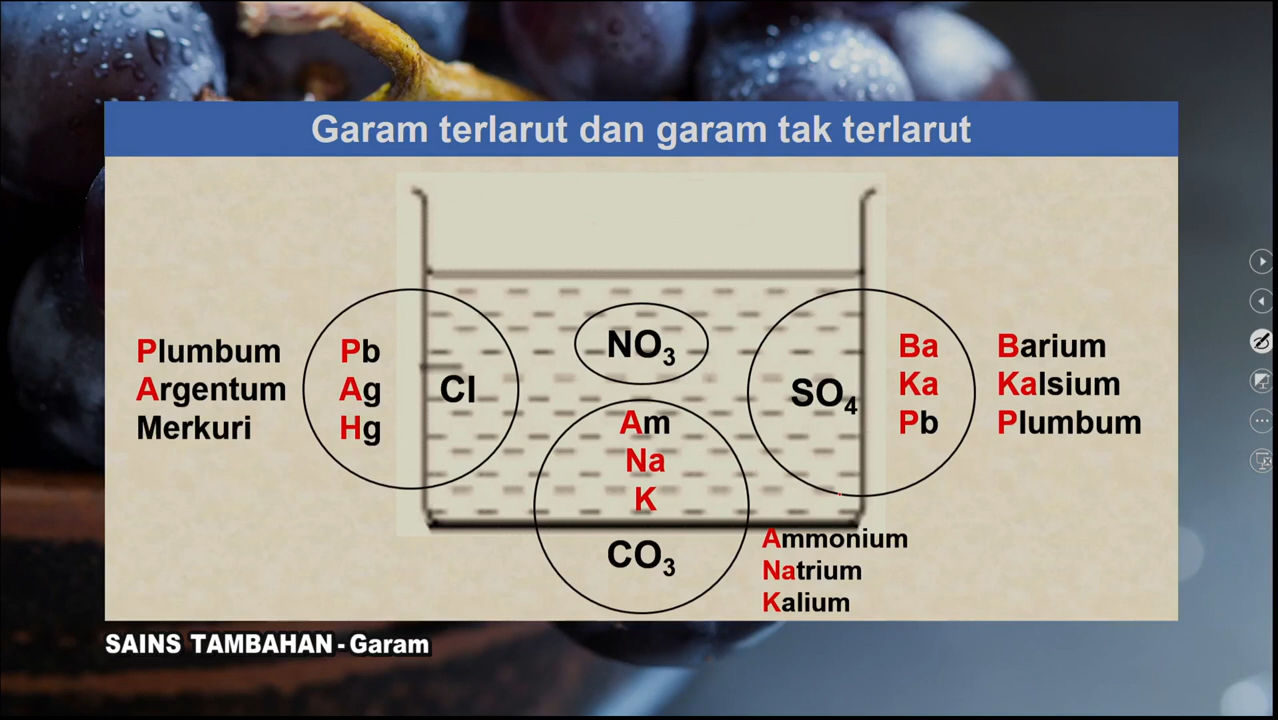 Garam terlarut dan garam tak terlarut
Plumbum
Argentum
Merkuri
Pb
Ag
Hg
Cl
NO₃
Am
Na
K
CO₃
SO₄
Ba
Ka
Pb
Barium
Kalsium
Plumbum
Ammonium
Natrium
Kalium
SAINS TAMBAHAN - Garam